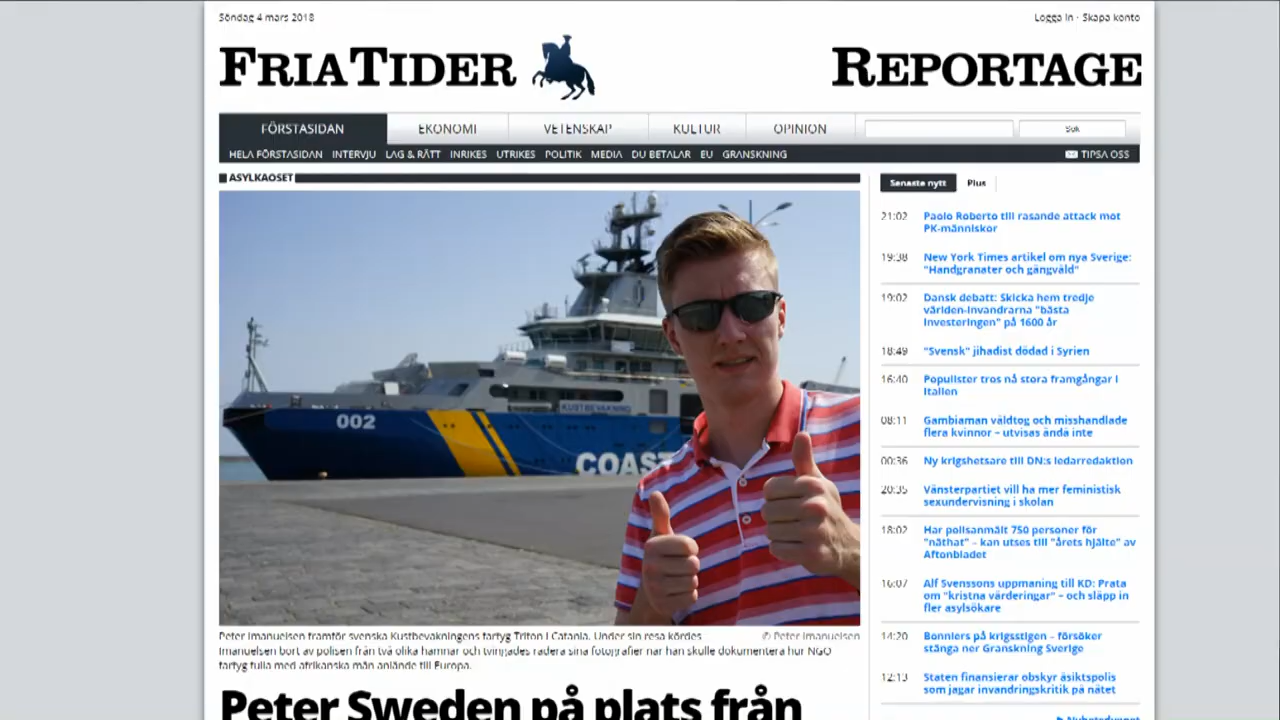 Söndag 4 mars 2018
Logga in · Skapa konto
FRIA TIDER
REPORTAGE
FÖRSTASIDAN
EKONOMI
VETENSKAP
KULTUR
OPINION
Sök
HELA FÖRSTASIDAN INTERVJU LAG & RÄTT INRIKES UTRIKES POLITIK MEDIA DU BETALAR EU GRANSKNING
TIPSA OSS
ASYLKAOSET
002
KUSTBEVAKNING
COAST
Peter Imanuelsen framför svenska Kustbevakningens fartyg Triton i Catania. Under sin resa kördes
Imanuelsen bort av polisen från två olika hamnar och tvingades radera sina fotografier när han skulle dokumentera hur NGO
fartyg fulla med afrikanska män anlände till Europa.
© Peter Imanuelsen
Peter Sweden på plats från
Senaste nytt
Plus
21:02 Paolo Roberto till rasande attack mot
PK-människor
19:38 New York Times artikel om nya Sverige:
"Handgranater och gängvåld"
19:02 Dansk debatt: Skicka hem tredje
världen-invandrarna "bästa
investeringen" på 1600 år
18:49 "Svensk" jihadist dödad i Syrien
16:40 Populister tros nå stora framgångar i
Italien
08:11 Gambiaman våldtog och misshandlade
flera kvinnor – utvisas ändå inte
00:36 Ny krigshetsare till DN:s ledarredaktion
20:35 Vänsterpartiet vill ha mer feministisk
sexundervisning i skolan
18:02 Har polisanmält 750 personer för
"näthat" – kan utses till "årets hjälte" av
Aftonbladet
16:07 Alf Svenssons uppmaning till KD: Prata
om "kristna värderingar" – och släpp in
fler asylsökare
14:20 Bonniers på krigsstigen – försöker
stänga ner Granskning Sverige
12:13 Staten finansierar obskyr åsiktspolis
som jagar invandringskritik på nätet